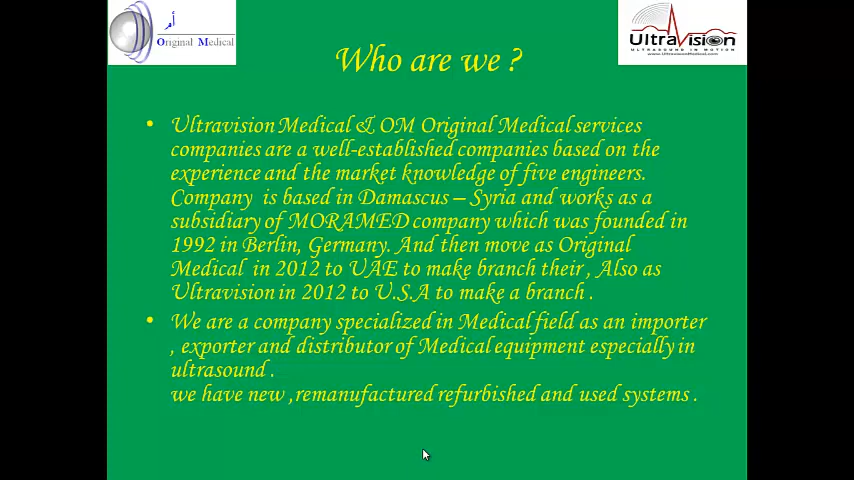 أم
Original Medical
UltraVision
ULTRASOUND IN MOTION
www.UltravisionMedical.com
Who are we ?
• Ultravision Medical & OM Original Medical services
companies are a well-established companies based on the
experience and the market knowledge of five engineers.
Company is based in Damascus – Syria and works as a
subsidiary of MORAMED company which was founded in
1992 in Berlin, Germany. And then move as Original
Medical in 2012 to UAE to make branch their , Also as
Ultravision in 2012 to U.S.A to make a branch .
• We are a company specialized in Medical field as an importer
, exporter and distributor of Medical equipment especially in
ultrasound .
we have new ,remanufactured refurbished and used systems .